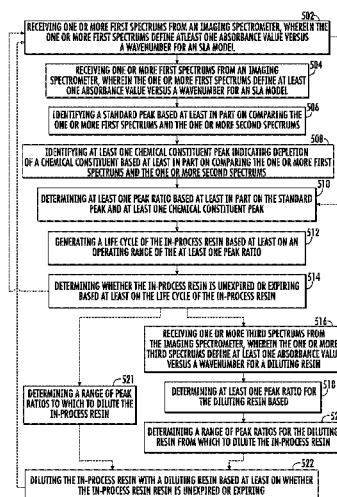 502
RECEIVING ONE OR MORE FIRST SPECTRUMS FROM AN IMAGING SPECTROMETER, WHEREIN THE
ONE OR MORE FIRST SPECTRUMS DEFINE ATLEAST ONE ABSORBANCE VALUE VERSUS
A WAVENUMBER FOR AN SLA MODEL
504
RECEIVING ONE OR MORE FIRST SPECTRUMS FROM AN IMAGING
SPECTROMETER, WHEREIN THE ONE OR MORE FIRST SPECTRUMS DEFINE AT LEAST
ONE ABSORBANCE VALUE VERSUS A WAVENUMBER FOR AN SLA MODEL
506
IDENTIFYING A STANDARD PEAK BASED AT LEAST IN PART ON COMPARING THE
ONE OR MORE FIRST SPECTRUMS AND THE ONE OR MORE SECOND SPECTRUMS
508
IDENTIFYING AT LEAST ONE CHEMICAL CONSTITUENT PEAK INDICATING DEPLETION
OF A CHEMICAL CONSTITUENT BASED AT LEAST IN PART ON COMPARING THE ONE OR MORE FIRST
SPECTRUMS AND THE ONE OR MORE SECOND SPECTRUMS
510
DETERMINING AT LEAST ONE PEAK RATIO BASED AT LEAST IN PART ON THE STANDARD
PEAK AND AT LEAST ONE CHEMICAL CONSTITUENT PEAK
512
GENERATING A LIFE CYCLE OF THE IN-PROCESS RESIN BASED AT LEAST ON AN
OPERATING RANGE OF THE AT LEAST ONE PEAK RATIO
514
DETERMINING WHETHER THE IN-PROCESS RESIN IS UNEXPIRED OR EXPIRING
BASED AT LEAST ON THE LIFE CYCLE OF THE IN-PROCESS RESIN
516
RECEIVING ONE OR MORE THIRD SPECTRUMS FROM
THE IMAGING SPECTROMETER, WHEREIN THE ONE OR MORE
THIRD SPECTRUMS DEFINE AT LEAST ONE ABSORBANCE VALUE
VERSUS A WAVENUMBER FOR A DILUTING RESIN
518
DETERMINING AT LEAST ONE PEAK RATIO FOR
THE DILUTING RESIN BASED
521
DETERMINING A RANGE OF PEAK
RATIOS TO WHICH TO DILUTE THE
IN-PROCESS RESIN
DETERMINING A RANGE OF PEAK RATIOS FOR THE DILUTING
RESIN FROM WHICH TO DILUTE THE IN-PROCESS RESIN
522
DILUTING THE IN-PROCESS RESIN WITH A DILUTING RESIN BASED AT LEAST ON WHETHER
THE IN-PROCESS RESIN RESIN IS UNEXPIRED OR EXPIRING